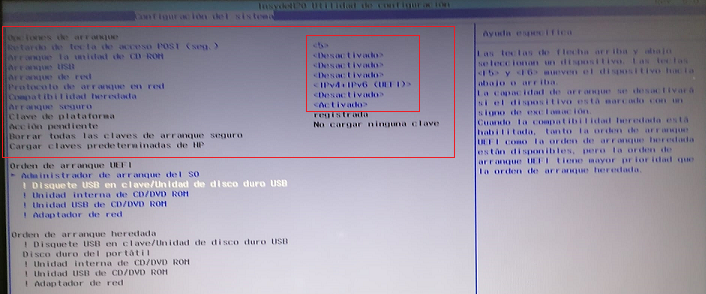 InsydeH20 Utilidad de configuración
Configuración del sistema
Opciones de arranque
Retardo de tecla de acceso POST (seg.) <5>
Arranque la unidad de CD-ROM <Desactivado>
Arranque USB <Desactivado>
Arranque de red <Desactivado>
Protocolo de arranque en red <IPv4+IPv6 (UEFI)>
Compatibilidad heredada <Desactivado>
Arranque seguro <Activado>
Clave de plataforma registrada
Acción pendiente No cargar ninguna clave
Borrar todas las claves de arranque seguro
Cargar claves predeterminadas de HP
Orden de arranque UEFI
Administrador de arranque del SO
! Disquete USB en clave/Unidad de disco duro USB
! Unidad interna de CD/DVD ROM
! Unidad USB de CD/DVD ROM
! Adaptador de red
Orden de arranque heredada
! Disquete USB en clave/Unidad de disco duro USB
Disco duro del portátil
! Unidad interna de CD/DVD ROM
! Unidad USB de CD/DVD ROM
! Adaptador de red
Ayuda específica
Las teclas de flecha arriba y abajo
seleccionan un dispositivo. Las teclas
<F5> y <F6> mueven el dispositivo hacia
abajo o arriba.
La capacidad de arranque se desactivará
si el dispositivo está marcado con un
signo de exclamación.
Cuando la compatibilidad heredada está
habilitada, tanto la orden de arranque
UEFI como la orden de arranque heredada
están disponibles, pero la orden de
arranque UEFI tiene mayor prioridad que
la orden de arranque heredada.